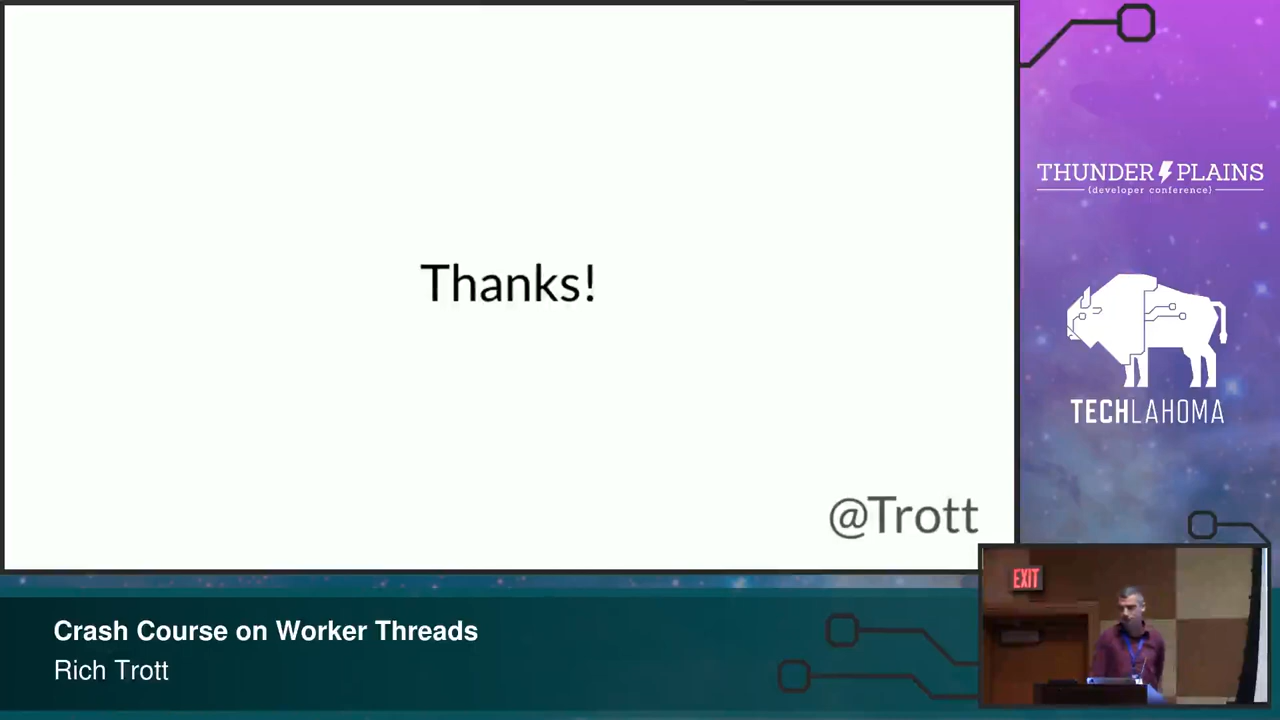 Thanks!
@Trott
THUNDER PLAINS
{developer conference}
TECHLAHOMA
EXIT
Crash Course on Worker Threads
Rich Trott